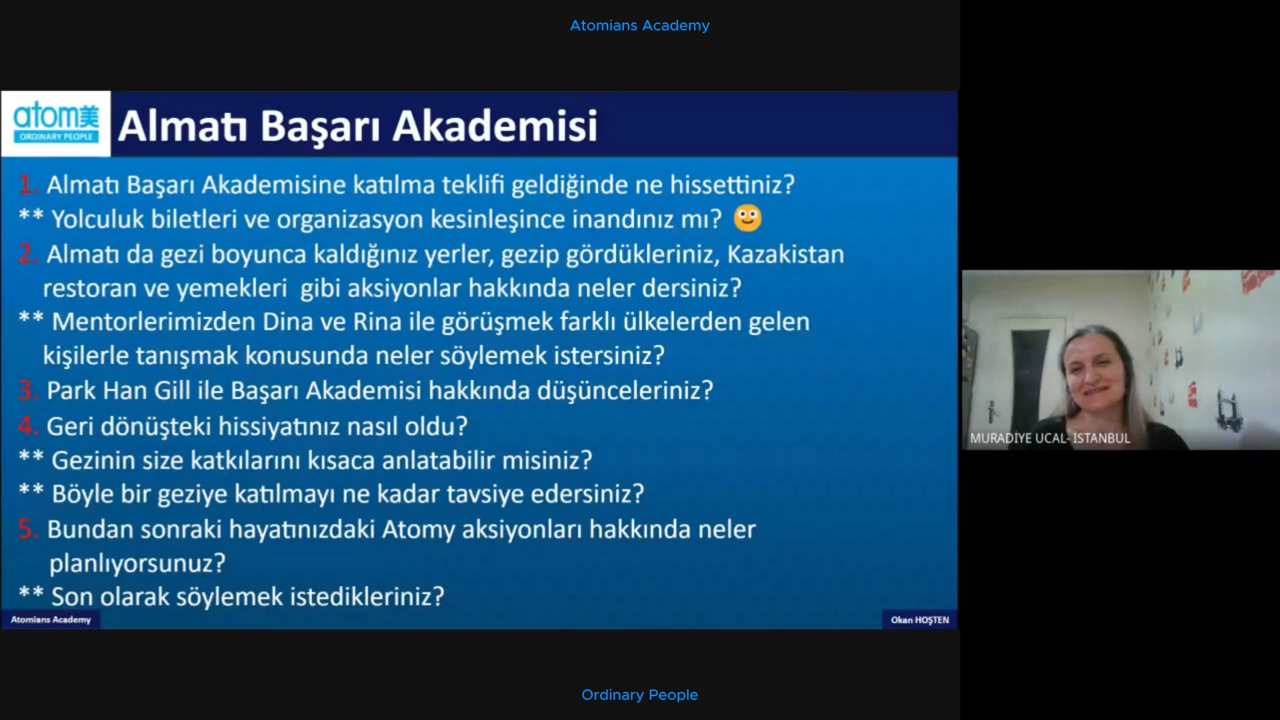 Atomians Academy
atom美
ORDINARY PEOPLE
Almatı Başarı Akademisi
1. Almatı Başarı Akademisine katılma teklifi geldiğinde ne hissettiniz?
** Yolculuk biletleri ve organizasyon kesinleşince inandınız mı? 🙂
2. Almatı da gezi boyunca kaldığınız yerler, gezip gördükleriniz, Kazakistan
restoran ve yemekleri gibi aksiyonlar hakkında neler dersiniz?
** Mentorlerimizden Dina ve Rina ile görüşmek farklı ülkelerden gelen
kişilerle tanışmak konusunda neler söylemek istersiniz?
3. Park Han Gill ile Başarı Akademisi hakkında düşünceleriniz?
4. Geri dönüşteki hissiyatınız nasıl oldu?
** Gezinin size katkılarını kısaca anlatabilir misiniz?
** Böyle bir geziye katılmayı ne kadar tavsiye edersiniz?
5. Bundan sonraki hayatınızdaki Atomy aksiyonları hakkında neler
planlıyorsunuz?
** Son olarak söylemek istedikleriniz?
Atomians Academy
Okan HOŞTEN
MURADIYE UCAL- ISTANBUL
Ordinary People